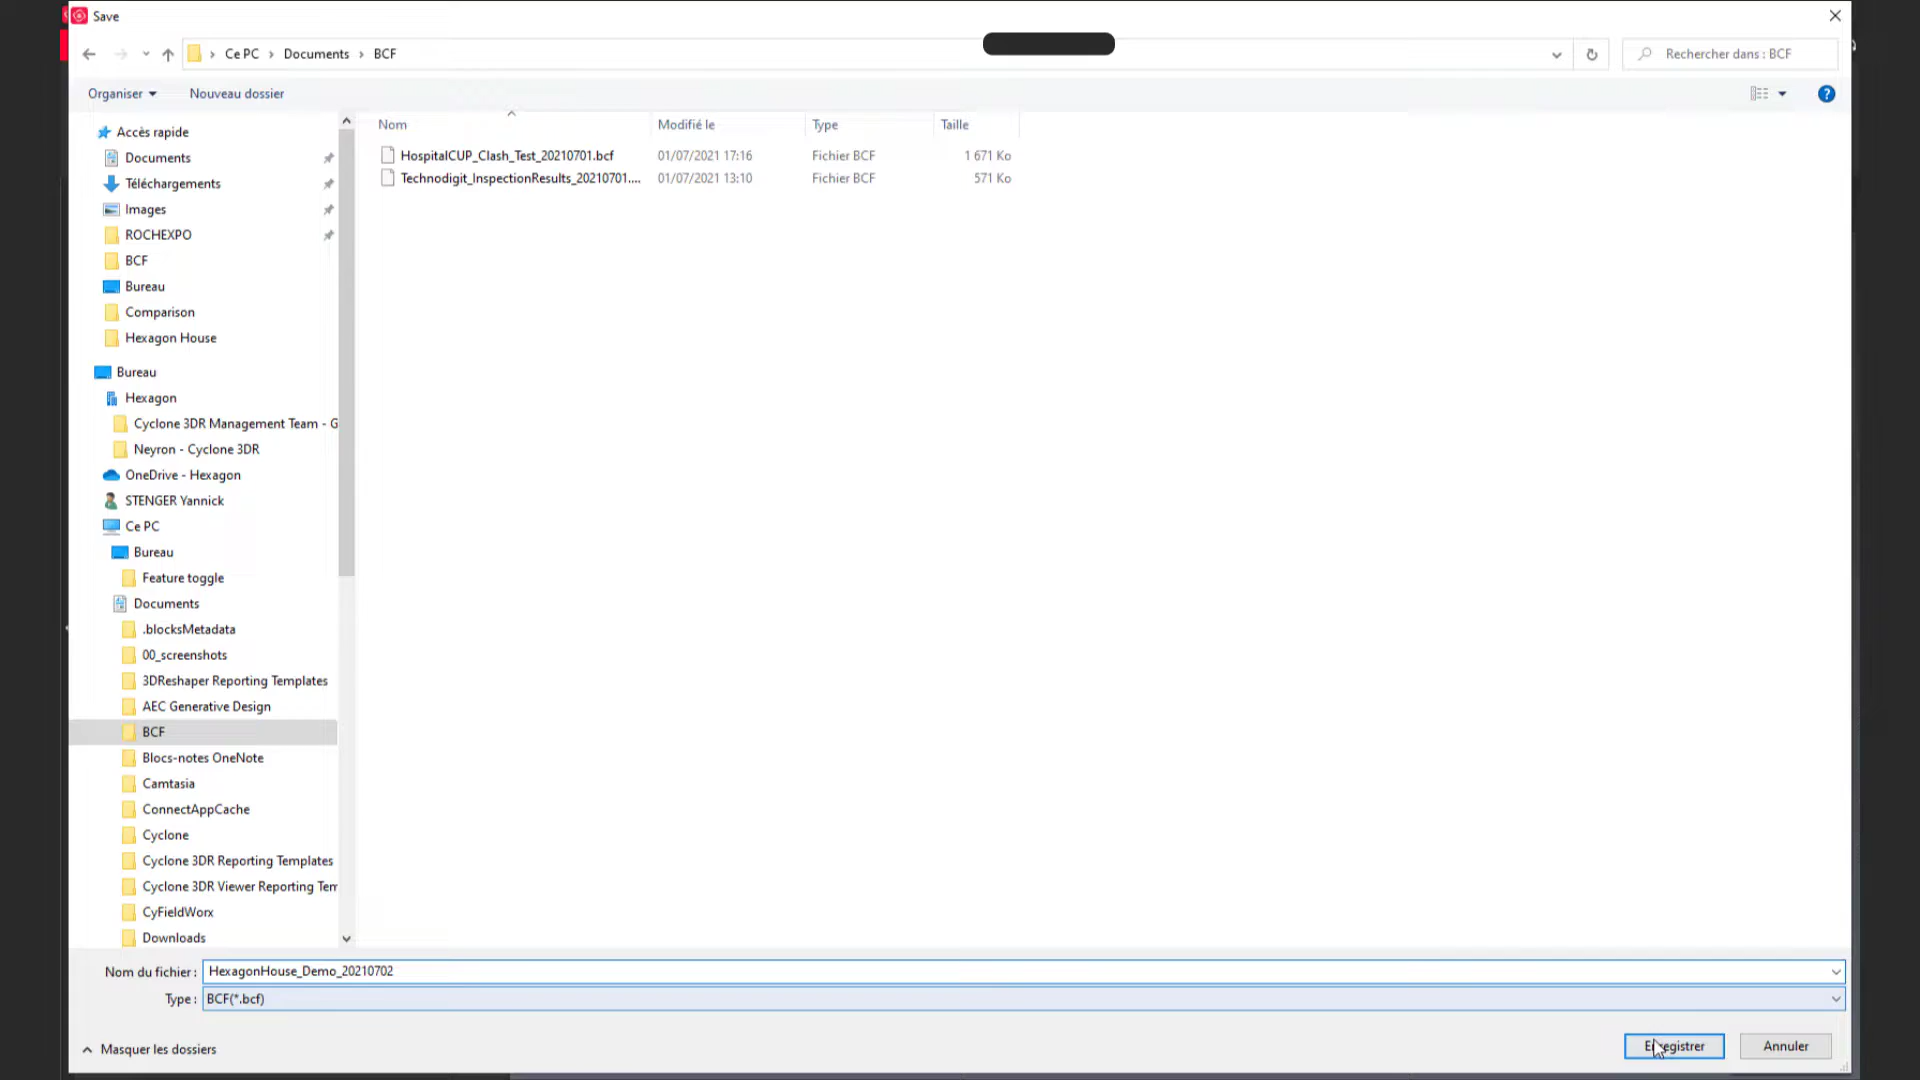 Save
Ce PC > Documents > BCF
Rechercher dans : BCF
Organiser
Nouveau dossier
Accès rapide
Documents
Téléchargements
Images
ROCHEXPO
BCF
Bureau
Comparison
Hexagon House
Bureau
Hexagon
Cyclone 3DR Management Team - G
Neyron - Cyclone 3DR
OneDrive - Hexagon
STENGER Yannick
Ce PC
Bureau
Feature toggle
Documents
.blocksMetadata
00_screenshots
3DReshaper Reporting Templates
AEC Generative Design
BCF
Blocs-notes OneNote
Camtasia
ConnectAppCache
Cyclone
Cyclone 3DR Reporting Templates
Cyclone 3DR Viewer Reporting Tem
CyFieldWorx
Downloads
Nom Modifié le Type Taille
HospitalCUP_Clash_Test_20210701.bcf 01/07/2021 17:16 Fichier BCF 1 671 Ko
Technodigit_InspectionResults_20210701.... 01/07/2021 13:10 Fichier BCF 571 Ko
Nom du fichier : HexagonHouse_Demo_20210702
Type : BCF(*.bcf)
Masquer les dossiers
Enregistrer
Annuler